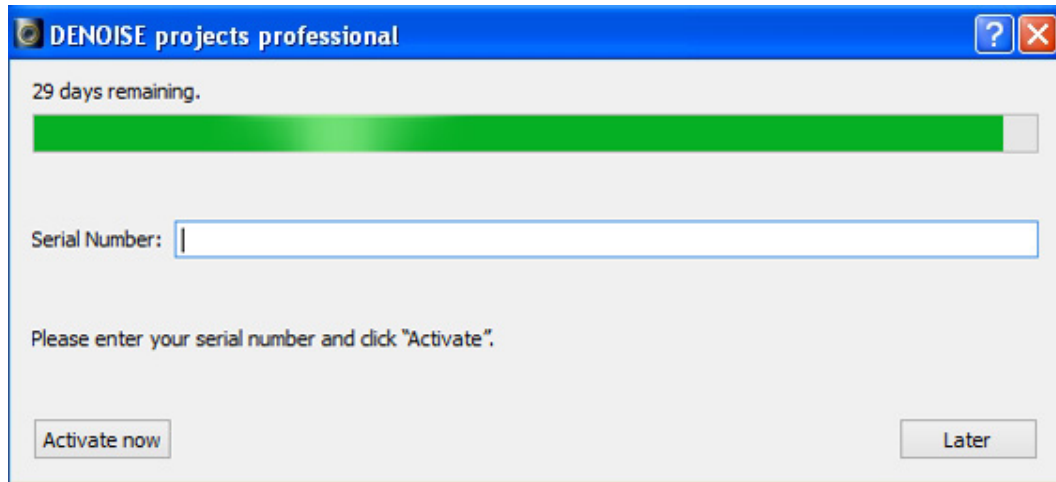 DENOISE projects professional
29 days remaining.
Serial Number:
Please enter your serial number and click “Activate”.
Activate now
Later